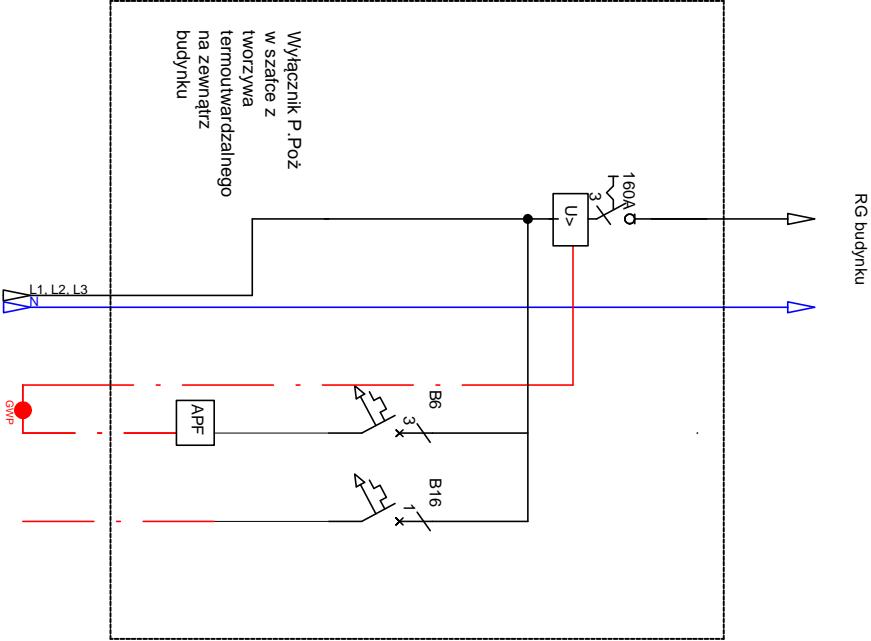 RG budynku
160A
3
U>
Wyłącznik P.Poż
w szafce z
tworzywa
termoutwardzalnego
na zewnątrz
budynku
L1, L2, L3
N
B6
3
APF
GWP
B16
1